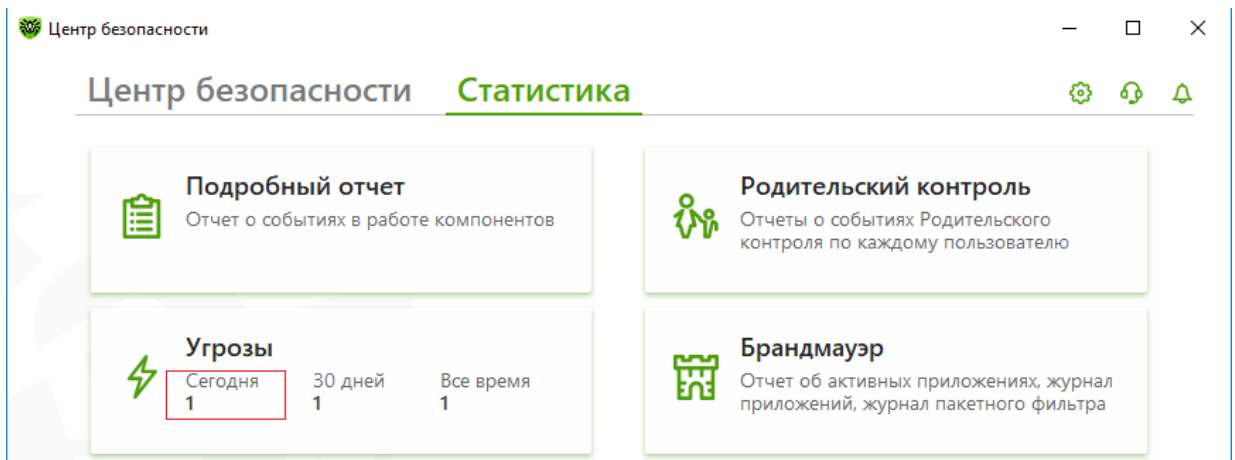 Центр безопасности
Центр безопасности Статистика
Подробный отчет
Отчет о событиях в работе компонентов
Родительский контроль
Отчеты о событиях Родительского
контроля по каждому пользователю
Угрозы
Сегодня 30 дней Все время
1 1 1
Брандмауэр
Отчет об активных приложениях, журнал
приложений, журнал пакетного фильтра